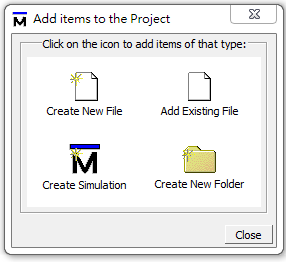 Add items to the Project
Click on the icon to add items of that type:
Create New File
Add Existing File
Create Simulation
Create New Folder
Close